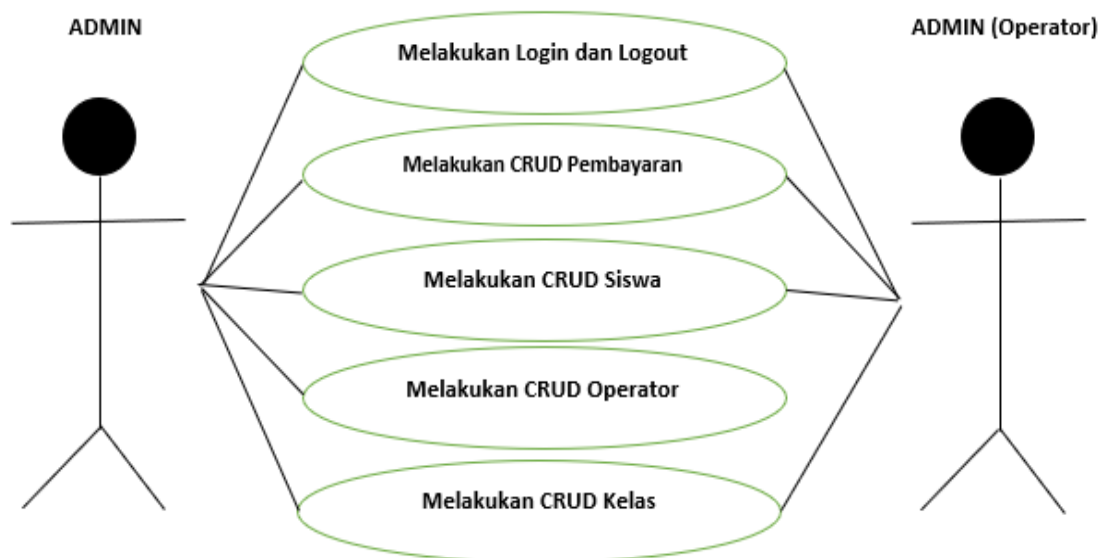 ADMIN
ADMIN (Operator)
Melakukan Login dan Logout
Melakukan CRUD Pembayaran
Melakukan CRUD Siswa
Melakukan CRUD Operator
Melakukan CRUD Kelas